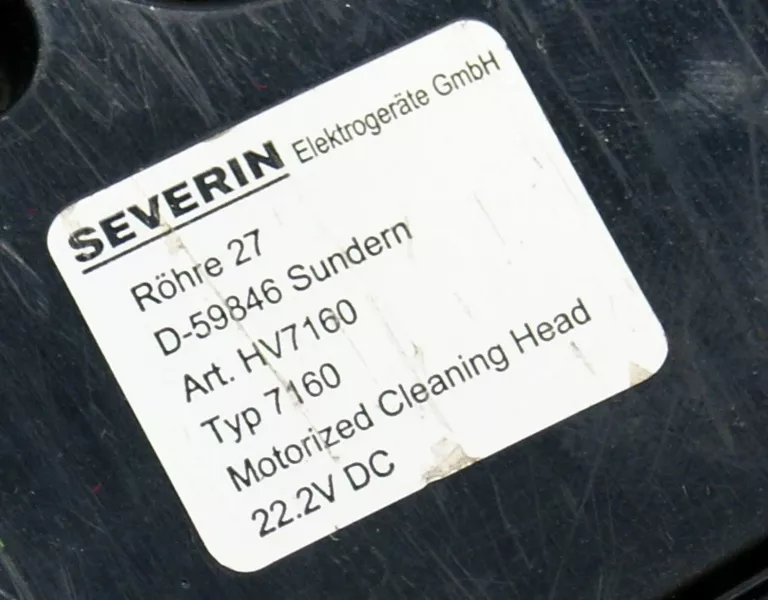 SEVERIN Elektrogeräte GmbH
Röhre 27
D-59846 Sundern
Art. HV7160
Typ 7160
Motorized Cleaning Head
22.2V DC